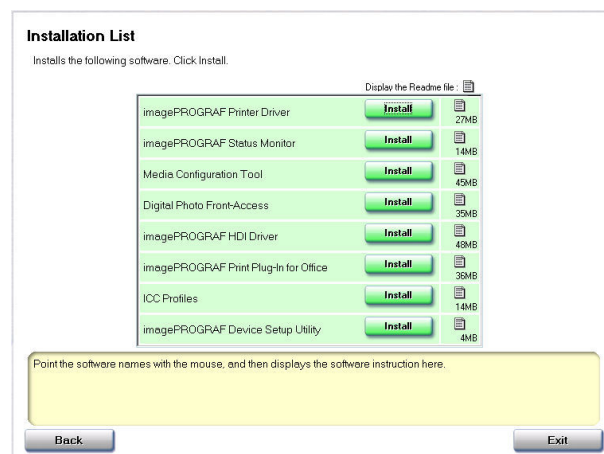 Installation List
Installs the following software. Click Install.
Display the Readme file :
imagePROGRAF Printer Driver Install 27MB
imagePROGRAF Status Monitor Install 14MB
Media Configuration Tool Install 45MB
Digital Photo Front-Access Install 35MB
imagePROGRAF HDI Driver Install 48MB
imagePROGRAF Print Plug-In for Office Install 36MB
ICC Profiles Install 14MB
imagePROGRAF Device Setup Utility Install 4MB
Point the software names with the mouse, and then displays the software instruction here.
Back Exit